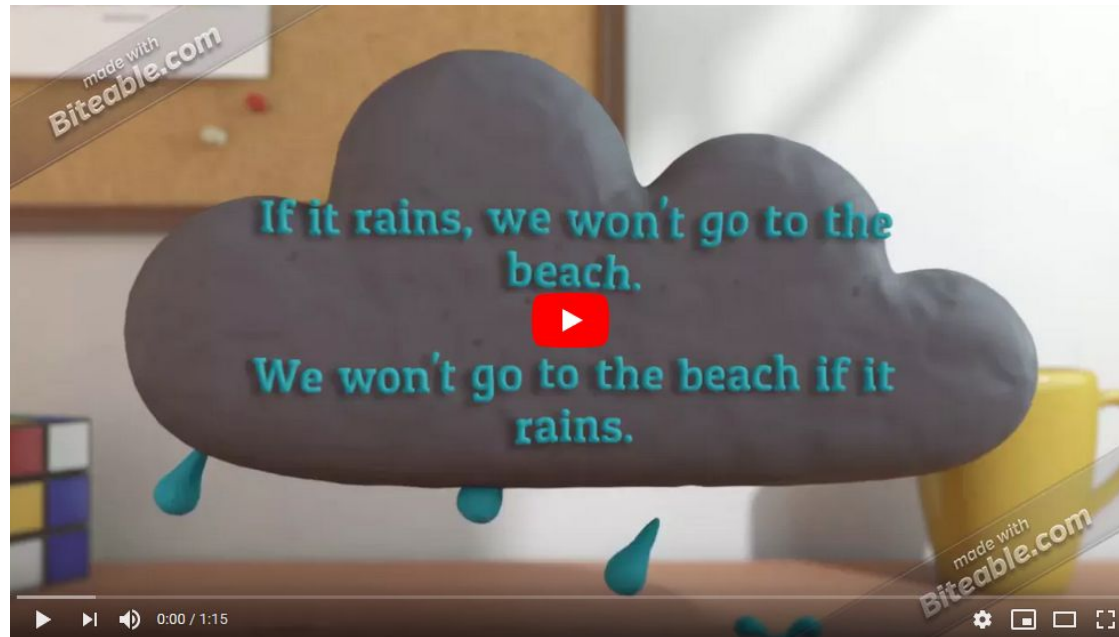 made with
Biteable.com
If it rains, we won't go to the
beach.
We won't go to the beach if it
rains.
made with
Biteable.com
0:00 / 1:15